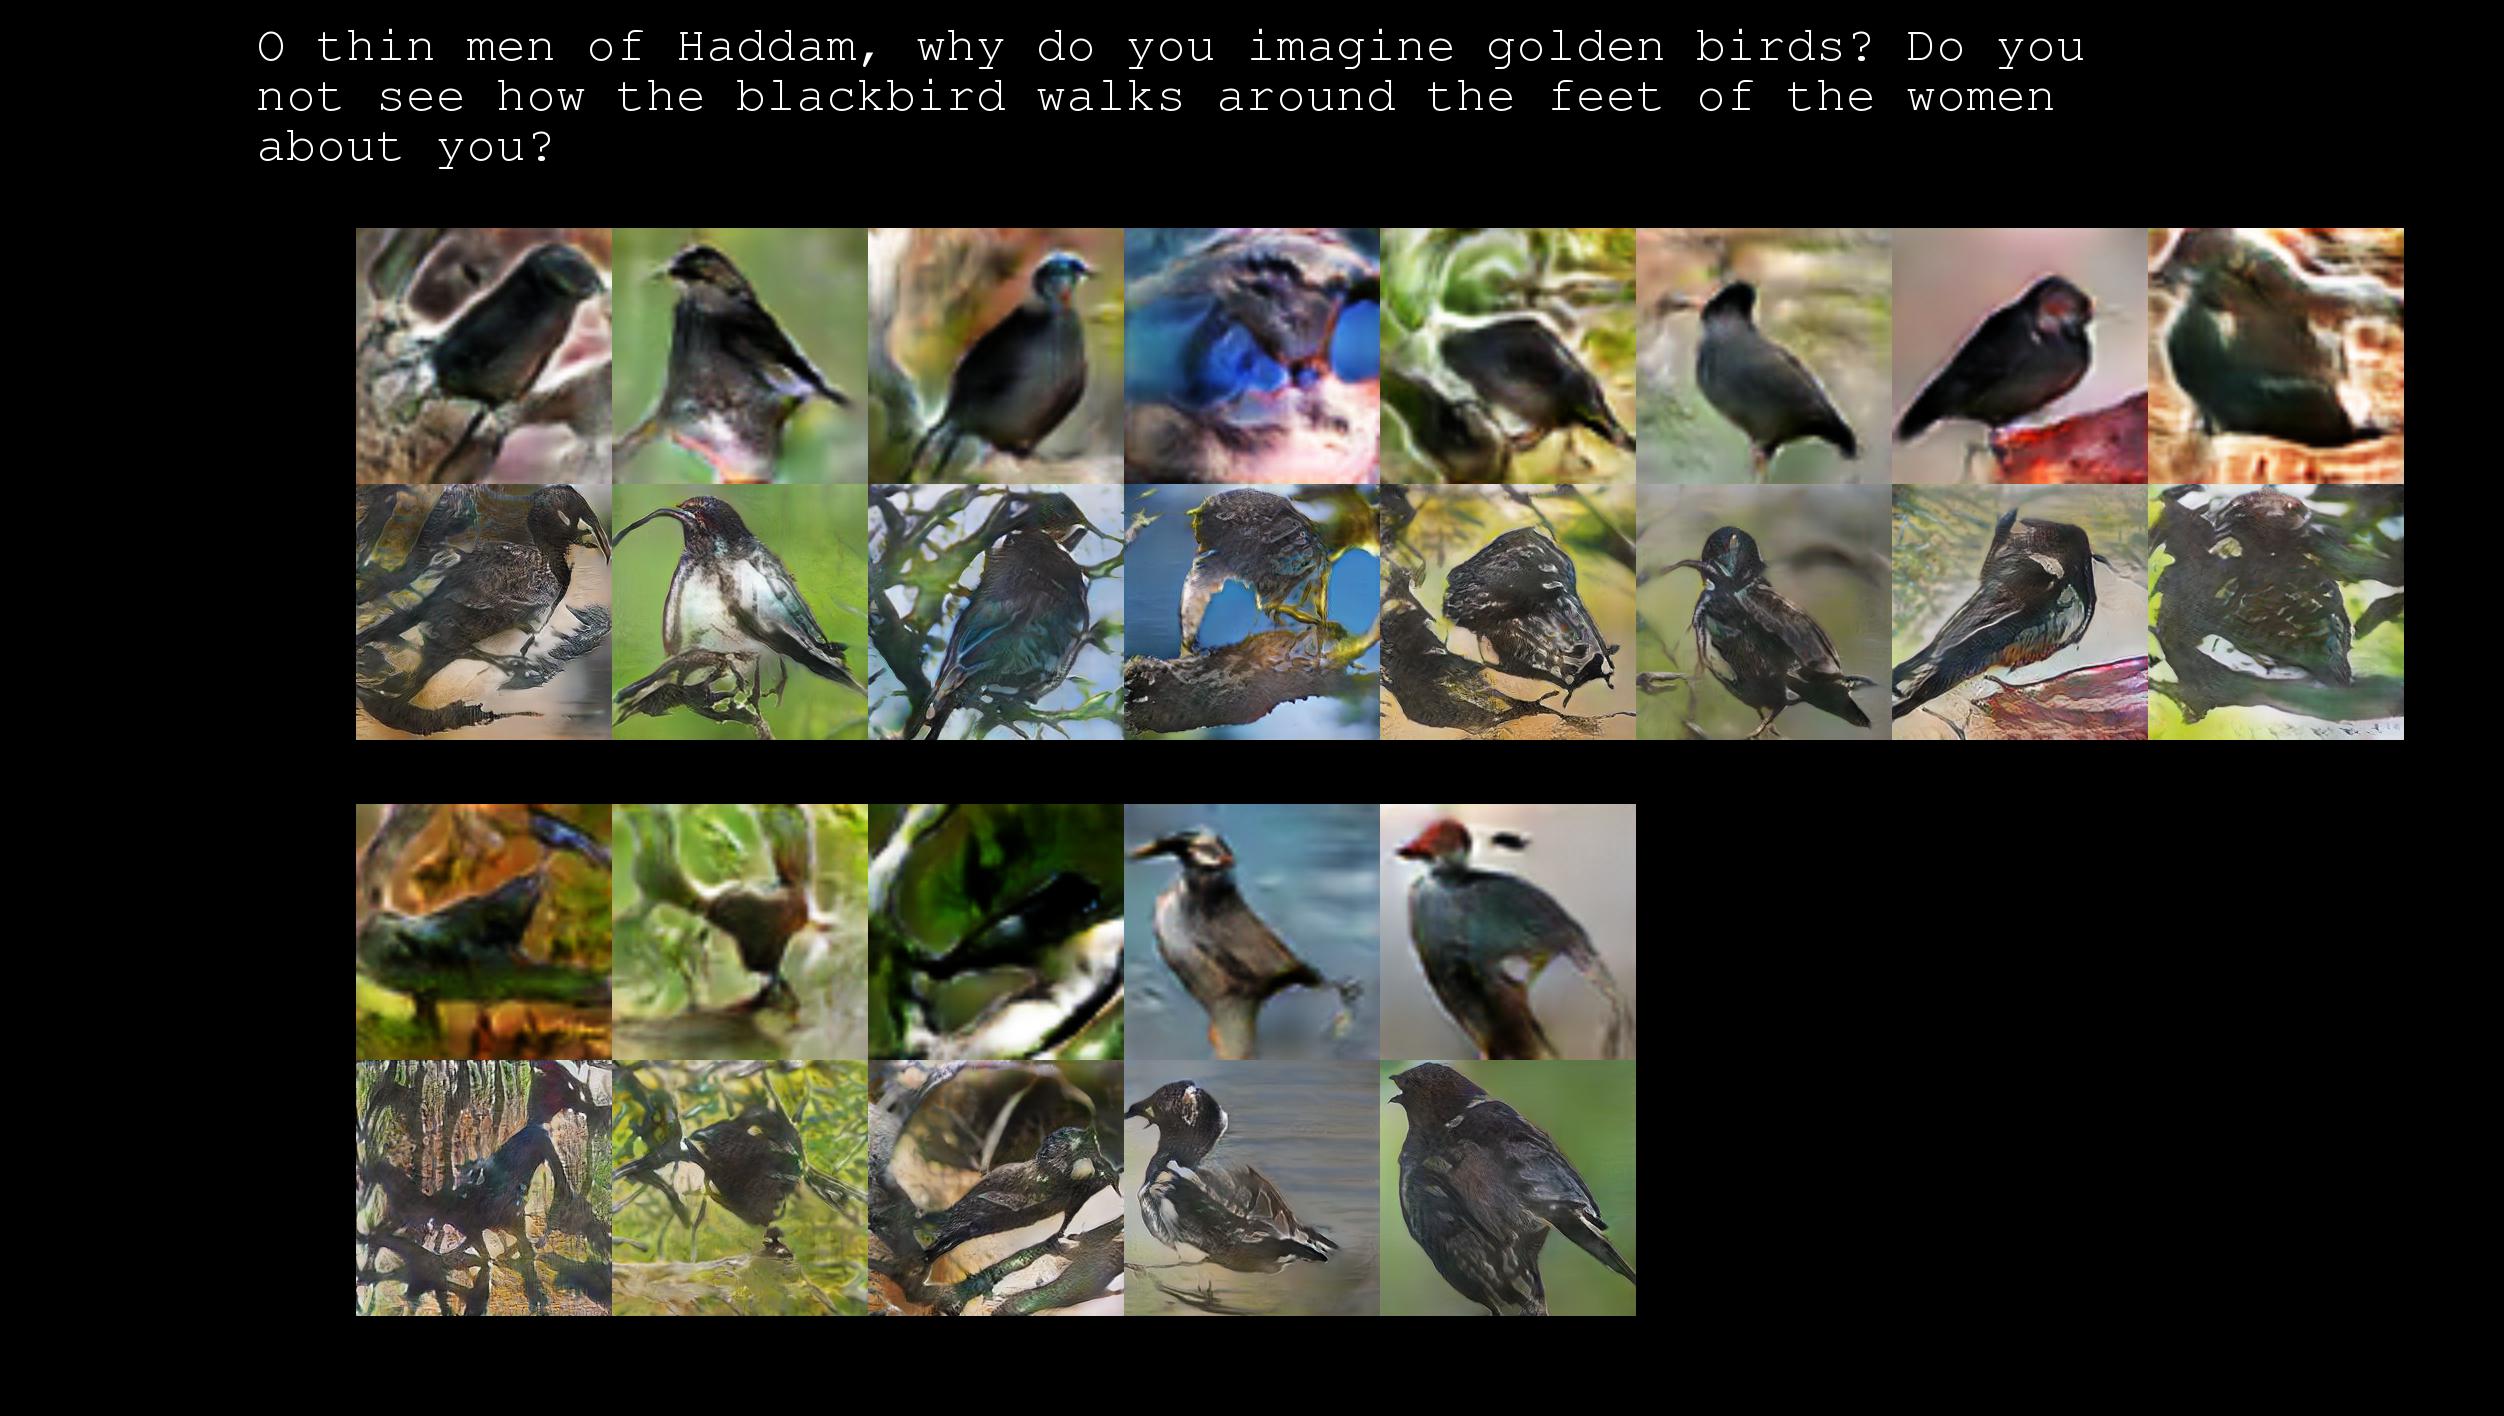 O thin men of Haddam, why do you imagine golden birds? Do you
not see how the blackbird walks around the feet of the women
about you?